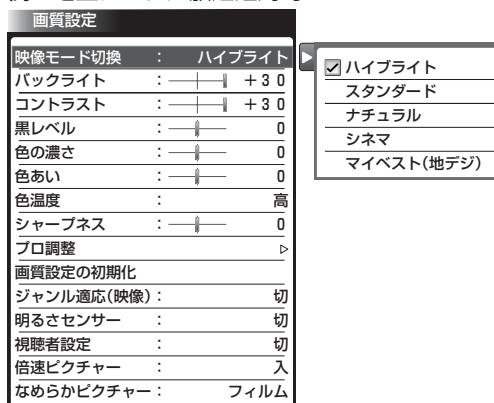 画質設定
映像モード切換 : ハイブライト
バックライト : +30
コントラスト : +30
黒レベル : 0
色の濃さ : 0
色あい : 0
色温度 : 高
シャープネス : 0
プロ調整
画質設定の初期化
ジャンル適応(映像): 切
明るさセンサー : 切
視聴者設定 : 切
倍速ピクチャー : 入
なめらかピクチャー: フィルム
ハイブライト
スタンダード
ナチュラル
シネマ
マイベスト(地デジ)